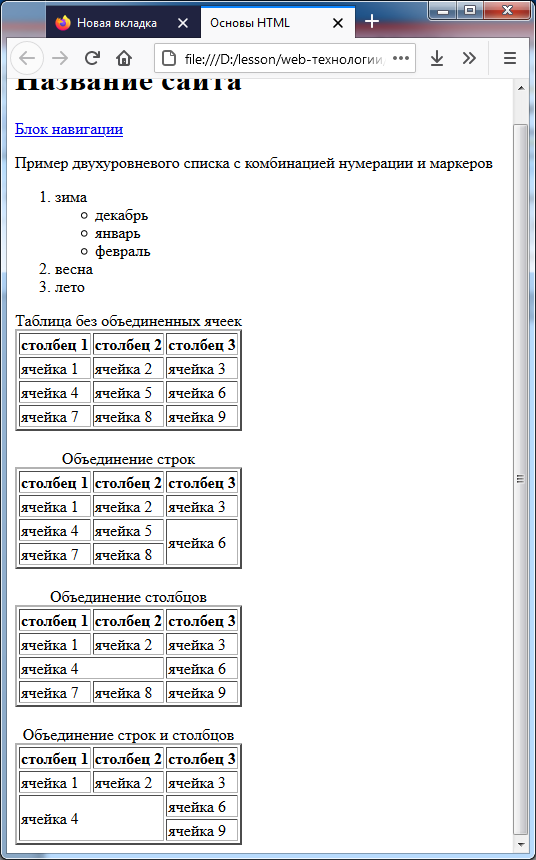 Новая вкладка
Основы HTML
file:///D:/lesson/web-технологии
Название сайта
Блок навигации
Пример двухуровневого списка с комбинацией нумерации и маркеров
1. зима
декабрь
январь
февраль
2. весна
3. лето
Таблица без объединенных ячеек
столбец 1 столбец 2 столбец 3
ячейка 1 ячейка 2 ячейка 3
ячейка 4 ячейка 5 ячейка 6
ячейка 7 ячейка 8 ячейка 9
Объединение строк
столбец 1 столбец 2 столбец 3
ячейка 1 ячейка 2 ячейка 3
ячейка 4 ячейка 5
ячейка 6
ячейка 7 ячейка 8
Объединение столбцов
столбец 1 столбец 2 столбец 3
ячейка 1 ячейка 2 ячейка 3
ячейка 4 ячейка 6
ячейка 7 ячейка 8 ячейка 9
Объединение строк и столбцов
столбец 1 столбец 2 столбец 3
ячейка 1 ячейка 2 ячейка 3
ячейка 4
ячейка 6
ячейка 9